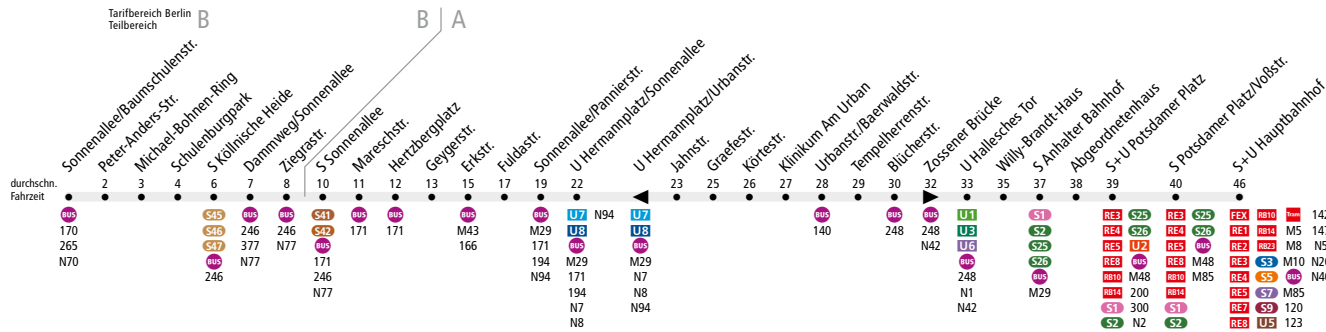 Tarifbereich Berlin
Teilbereich
B
B
A
Sonnenallee/Baumschulenstr.
Peter-Anders-Str.
Michael-Bohnen-Ring
Schulenburgpark
S Köllnische Heide
Dammweg/Sonnenallee
Ziegrastr.
S Sonnenallee
Mareschstr.
Hertzbergplatz
Geygerstr.
Erkstr.
Fuldastr.
Sonnenallee/Pannierstr.
U Hermannplatz/Sonnenallee
U Hermannplatz/Urbanstr.
Jahnstr.
Graefestr.
Körtestr.
Klinikum Am Urban
Urbanstr./Baerwaldstr.
Tempelherrenstr.
Blücherstr.
Zossener Brücke
U Hallesches Tor
Willy-Brandt-Haus
S Anhalter Bahnhof
Abgeordnetenhaus
S+U Potsdamer Platz
S Potsdamer Platz/Voßstr.
S+U Hauptbahnhof
durchschn.
Fahrzeit
2 3 4 6 7 8 10 11 12 13 15 17 19 22 23 25 26 27 28 29 30 32 33 35 37 38 39 40 46
BUS
170
265
N70
S45
S46
S47
BUS
246
BUS
246
377
N77
BUS
246
N77
S41
S42
BUS
171
246
N77
BUS
171
BUS
171
BUS
M43
166
BUS
M29
171
194
N94
U7 N94
U8
BUS
M29
171
194
N7
N8
U7
U8
BUS
M29
N7
N8
N94
BUS
140
BUS
248
BUS
248
N42
U1
U3
U6
BUS
248
N1
N42
S1
S2
S25
S26
BUS
M29
RE3 S25
RE4 S26
RE5 U2
RE8 BUS
RB10 M48
RB14 200
S1 300
S2 N2
RE3 S25
RE4 S26
RE5 BUS
RE8 M48
RB10 M85
RB14
S1
S2
FEX RB10 Tram 142
RE1 RB14 M5 147
RE2 RB23 M8 N5
RE3 S3 M10 N20
RE4 S5 BUS N40
RE5 S7 M85
RE7 S9 120
RE8 U5 123